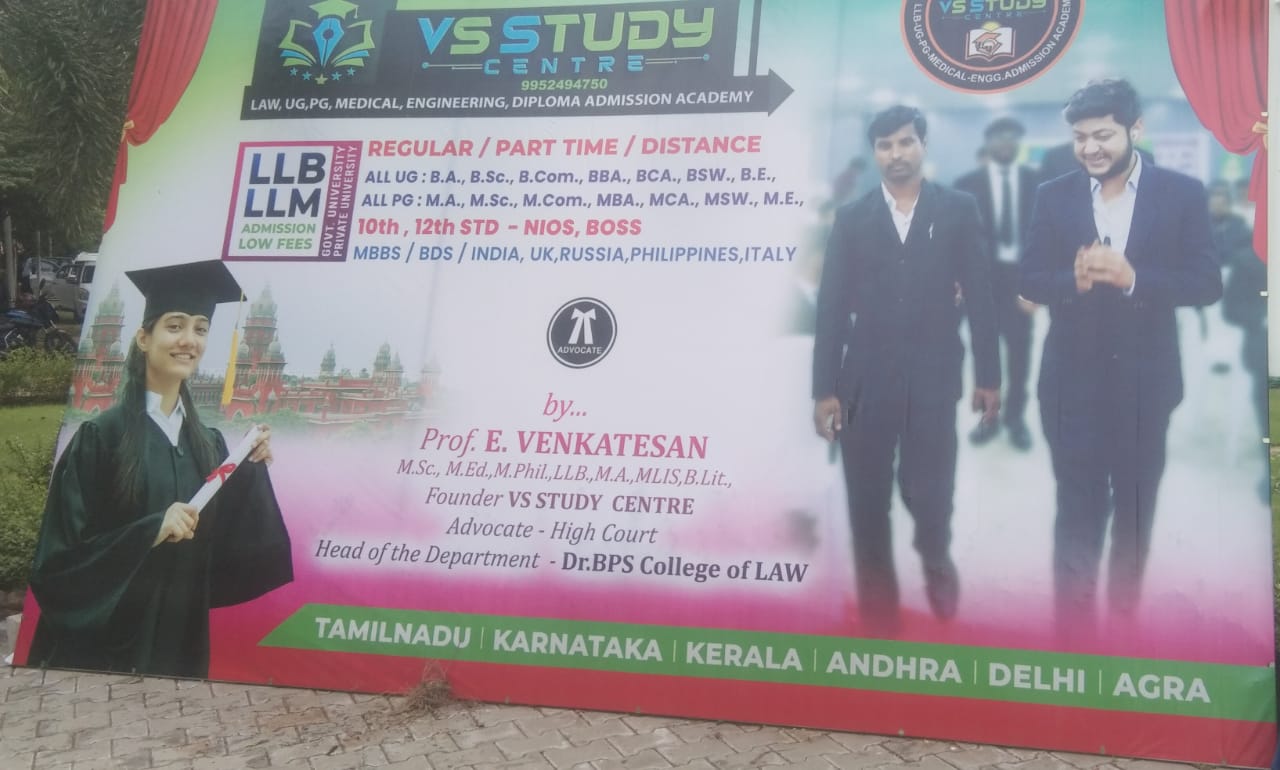 VS STUDY
CENTRE
9952494750
LAW, UG,PG, MEDICAL, ENGINEERING, DIPLOMA ADMISSION ACADEMY
VS STUDY
CENTRE
LLB-UG-PG-MEDICAL-ENGG.ADMISSION ACADEMY
LLB
LLM
ADMISSION
LOW FEES
GOVT. UNIVERSITY
PRIVATE UNIVERSITY
REGULAR / PART TIME / DISTANCE
ALL UG : B.A., B.Sc., B.Com., BBA., BCA., BSW., B.E.,
ALL PG : M.A., M.Sc., M.Com., MBA., MCA., MSW., M.E.,
10th , 12th STD - NIOS, BOSS
MBBS / BDS / INDIA, UK,RUSSIA,PHILIPPINES,ITALY
ADVOCATE
by...
Prof. E. VENKATESAN
M.Sc., M.Ed.,M.Phil.,LLB.,M.A.,MLIS,B.Lit.,
Founder VS STUDY CENTRE
Advocate - High Court
Head of the Department - Dr.BPS College of LAW
TAMILNADU | KARNATAKA | KERALA | ANDHRA | DELHI | AGRA